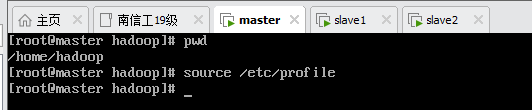 主页
南信工19级
master
slave1
slave2
[root@master hadoop]# pwd
/home/hadoop
[root@master hadoop]# source /etc/profile
[root@master hadoop]# _